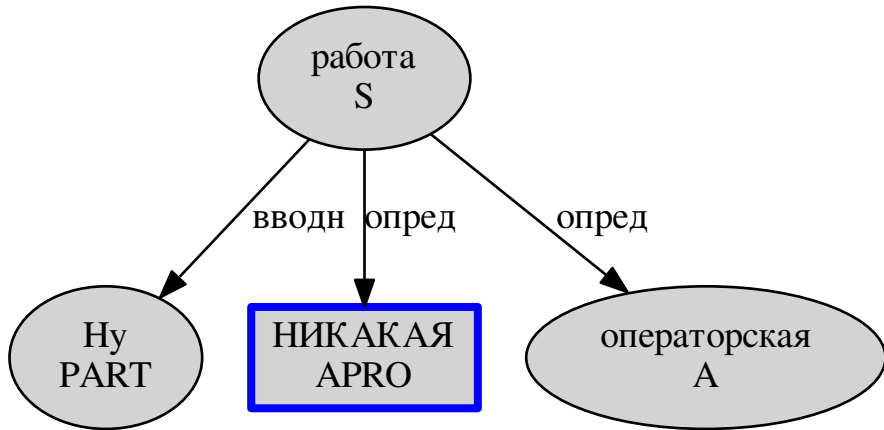 работа
S
вводн
опред
опред
Ну
PART
НИКАКАЯ
APRO
операторская
A